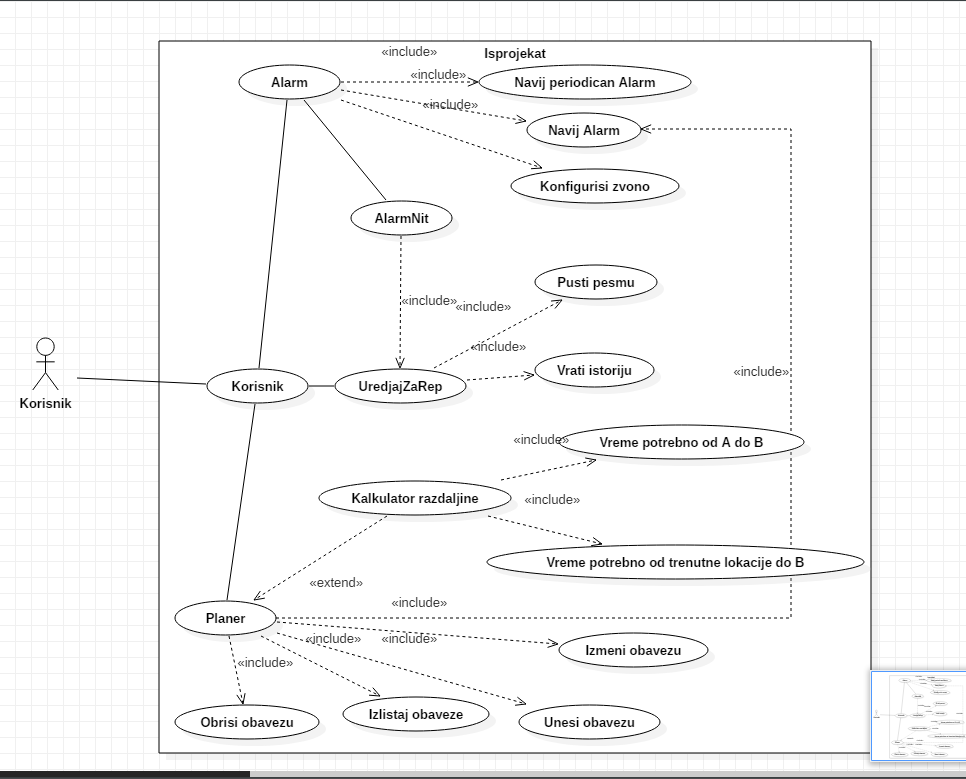 «include»
Isprojekat
Alarm
«include»
Navij periodican Alarm
«include»
Navij Alarm
Konfigurisi zvono
AlarmNit
Pusti pesmu
«include»
«include»
«include»
Vrati istoriju
«include»
Korisnik
Korisnik
UredjajZaRep
«include»
Vreme potrebno od A do B
Kalkulator razdaljine
«include»
Vreme potrebno od trenutne lokacije do B
«extend»
«include»
Planer
«include»
«include»
Izmeni obavezu
«include»
Obrisi obavezu
Izlistaj obaveze
Unesi obavezu